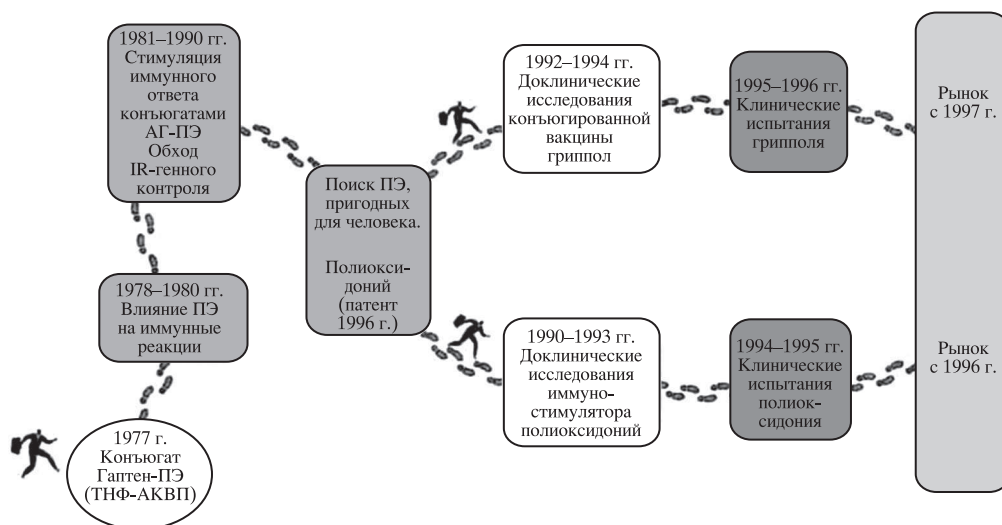 1981–1990 гг.
Стимуляция
иммунного
ответа
конъюгатами
АГ-ПЭ
Обход
IR-генного
контроля
1978–1980 гг.
Влияние ПЭ
на иммунные
реакции
1977 г.
Конъюгат
Гаптен-ПЭ
(ТНФ-АКВП)
Поиск ПЭ,
пригодных
для человека.
Полиокси-
доний
(патент
1996 г.)
1992–1994 гг.
Доклинические
исследования
конъюгированной
вакцины
гриппол
1995–1996 гг.
Клинические
испытания
грипполя
Рынок
с 1997 г.
1990–1993 гг.
Доклинические
исследования
иммуно-
стимулятора
полиоксидоний
1994–1995 гг.
Клинические
испытания
полиок-
сидония
Рынок
с 1996 г.